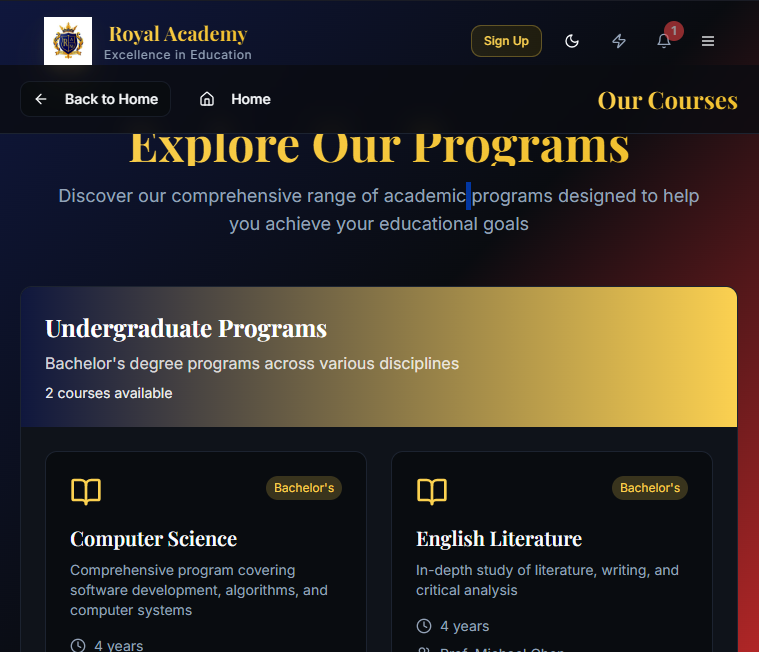 Royal Academy
Excellence in Education
Sign Up
1
Back to Home
Home
Our Courses
Explore Our Programs
Discover our comprehensive range of academic programs designed to help
you achieve your educational goals
Undergraduate Programs
Bachelor's degree programs across various disciplines
2 courses available
Bachelor's
Computer Science
Comprehensive program covering
software development, algorithms, and
computer systems
4 years
Bachelor's
English Literature
In-depth study of literature, writing, and
critical analysis
4 years
Prof. Michael Chen